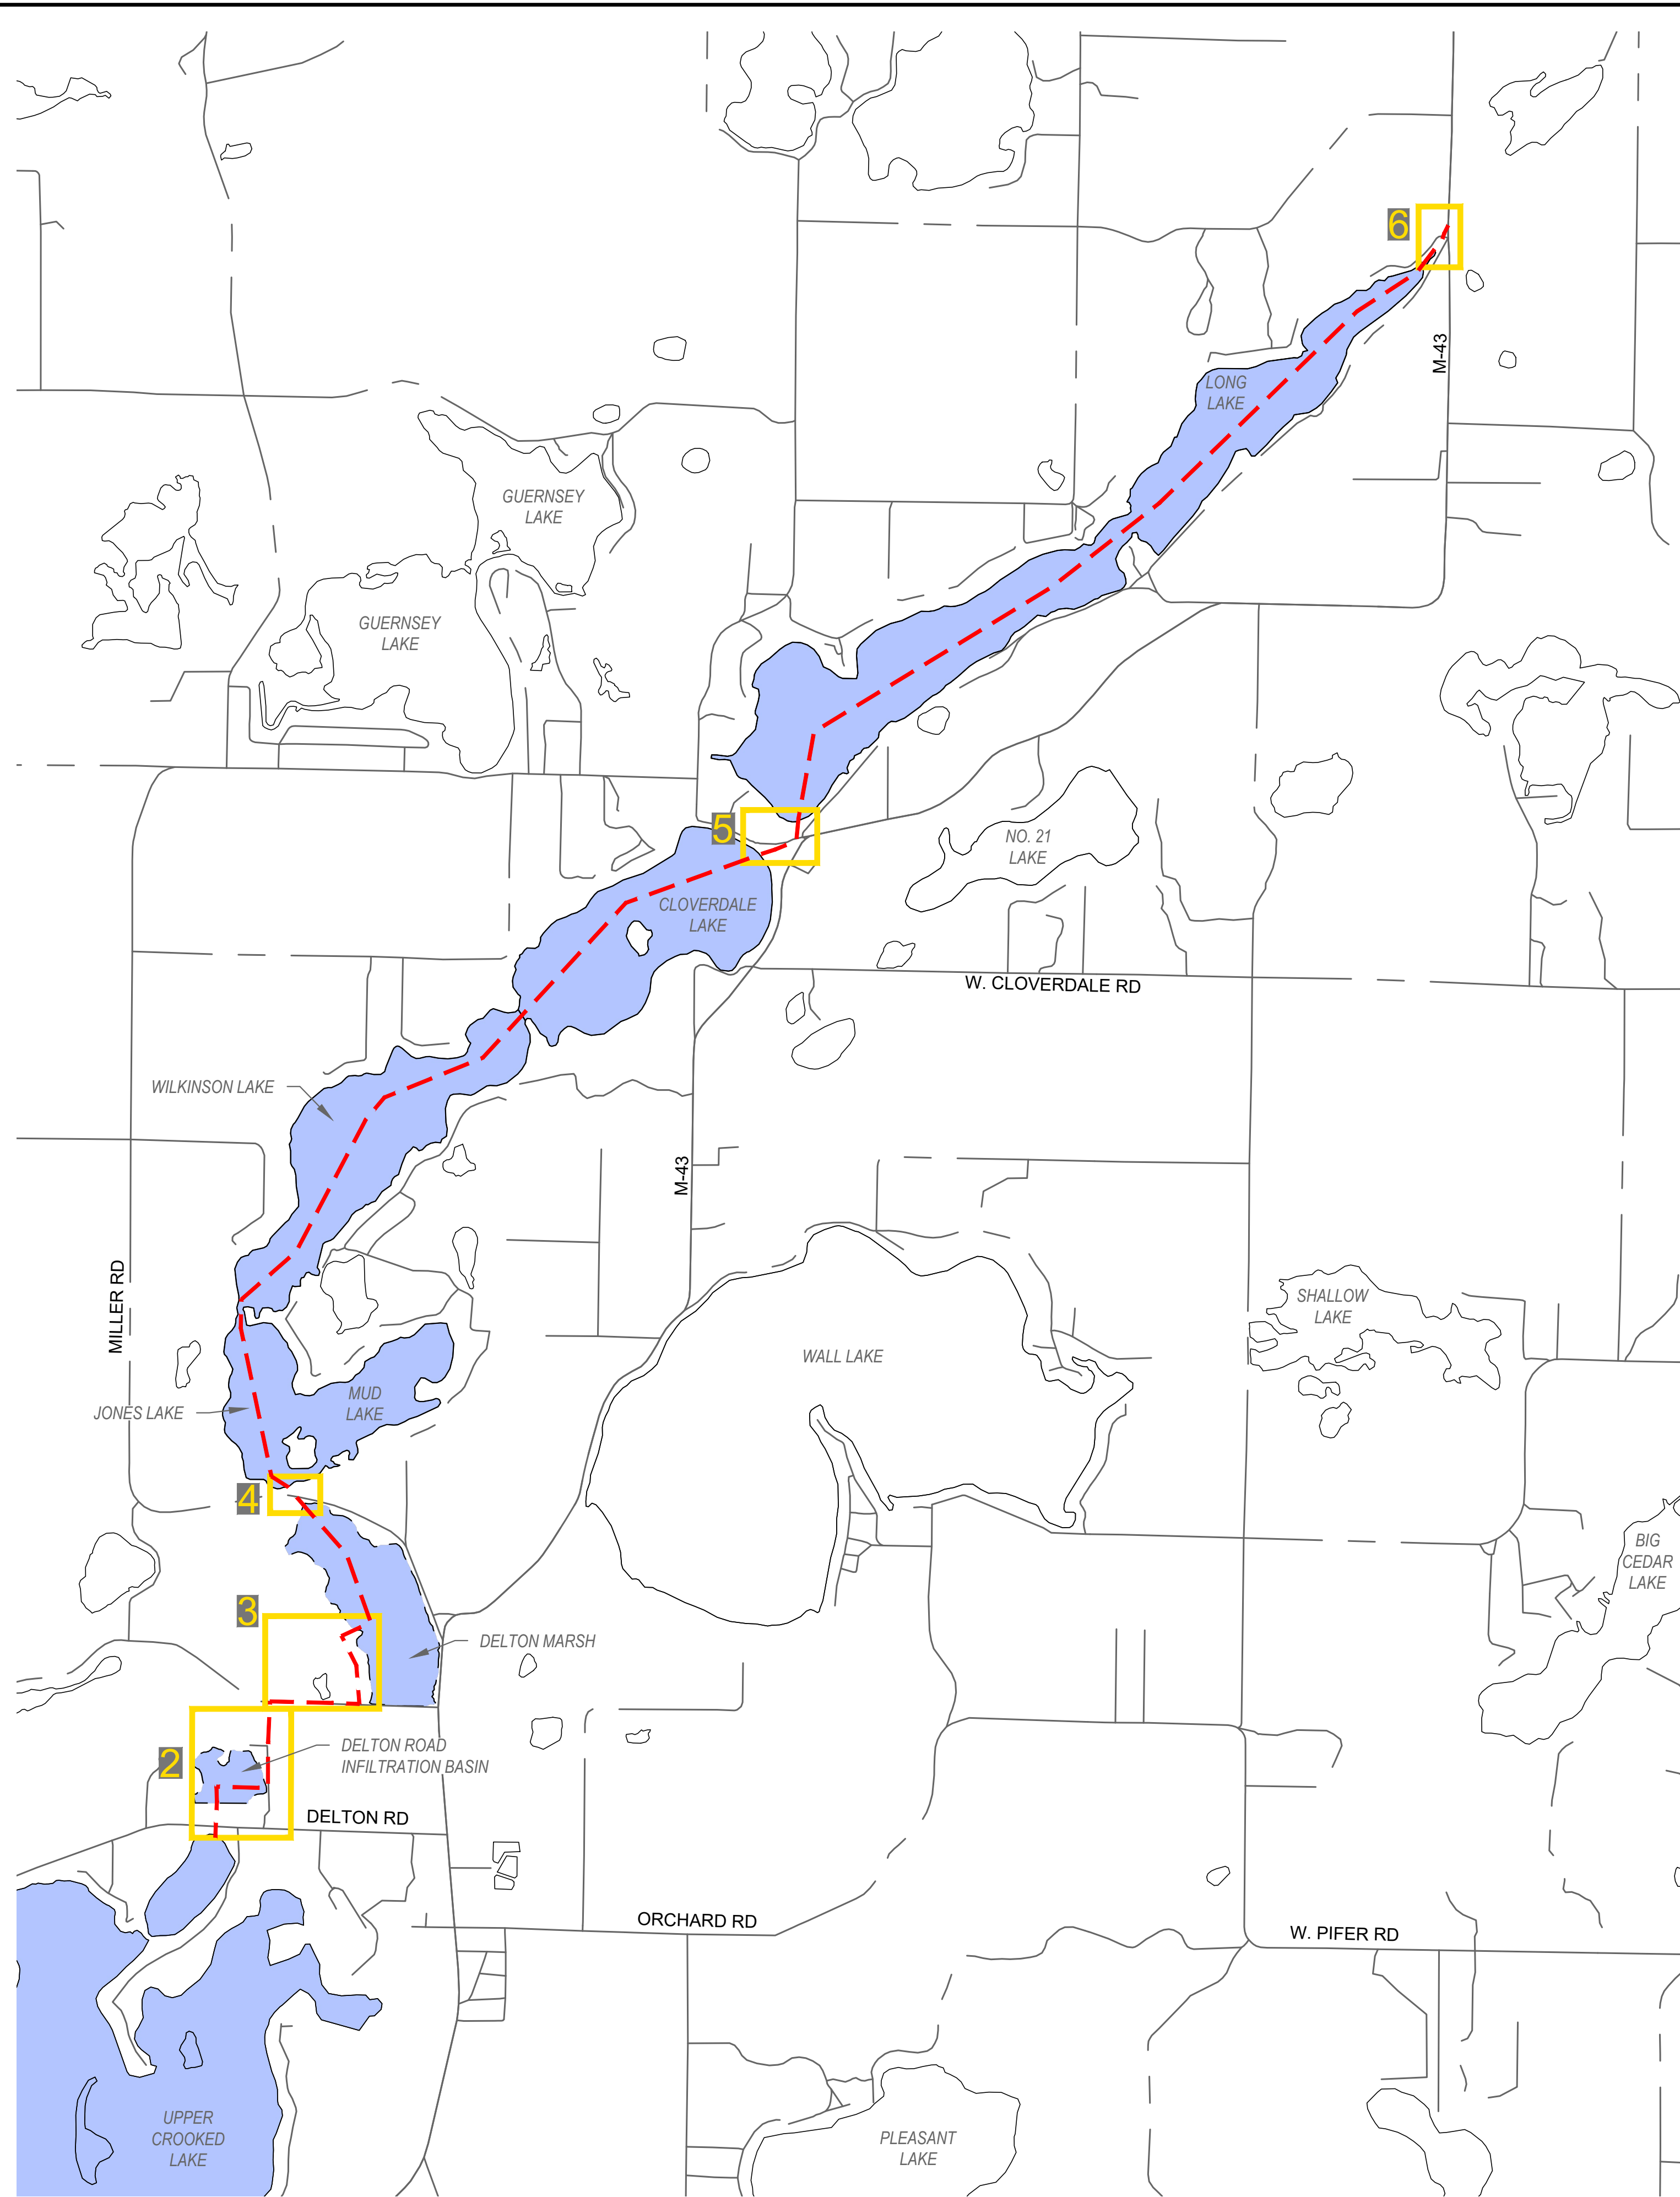 6
M-43
LONG
LAKE
GUERNSEY
LAKE
GUERNSEY
LAKE
5
NO. 21
LAKE
CLOVERDALE
LAKE
W. CLOVERDALE RD
WILKINSON LAKE
M-43
MILLER RD
SHALLOW
LAKE
WALL LAKE
MUD
LAKE
JONES LAKE
4
BIG
CEDAR
LAKE
3
DELTON MARSH
2
DELTON ROAD
INFILTRATION BASIN
DELTON RD
ORCHARD RD
W. PIFER RD
UPPER
CROOKED
LAKE
PLEASANT
LAKE